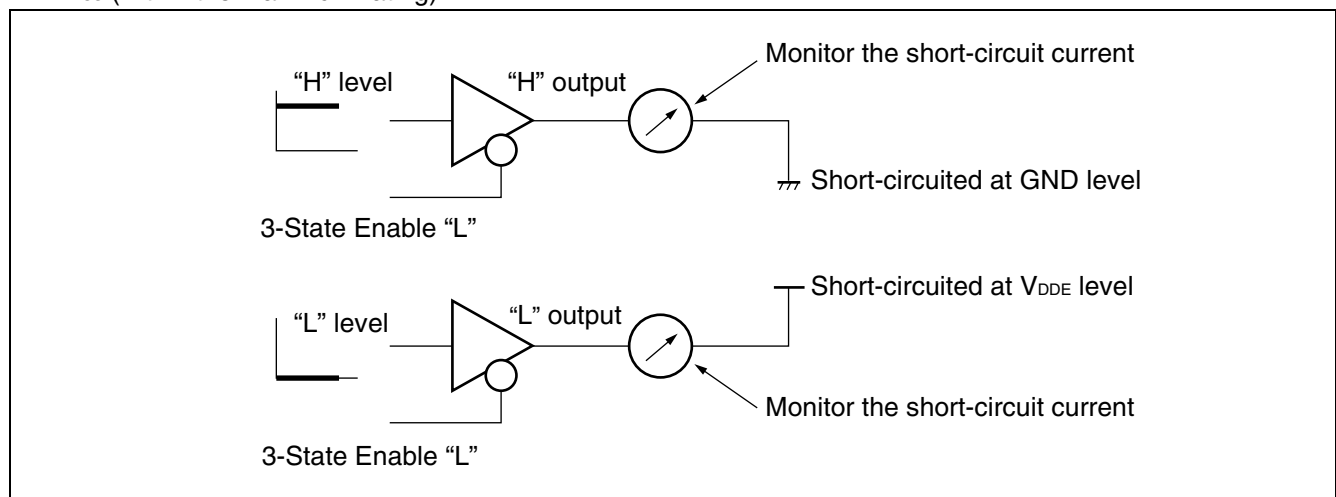 Monitor the short-circuit current
“H” level
“H” output
Short-circuited at GND level
3-State Enable “L”
Short-circuited at VDDE level
“L” level
“L” output
Monitor the short-circuit current
3-State Enable “L”